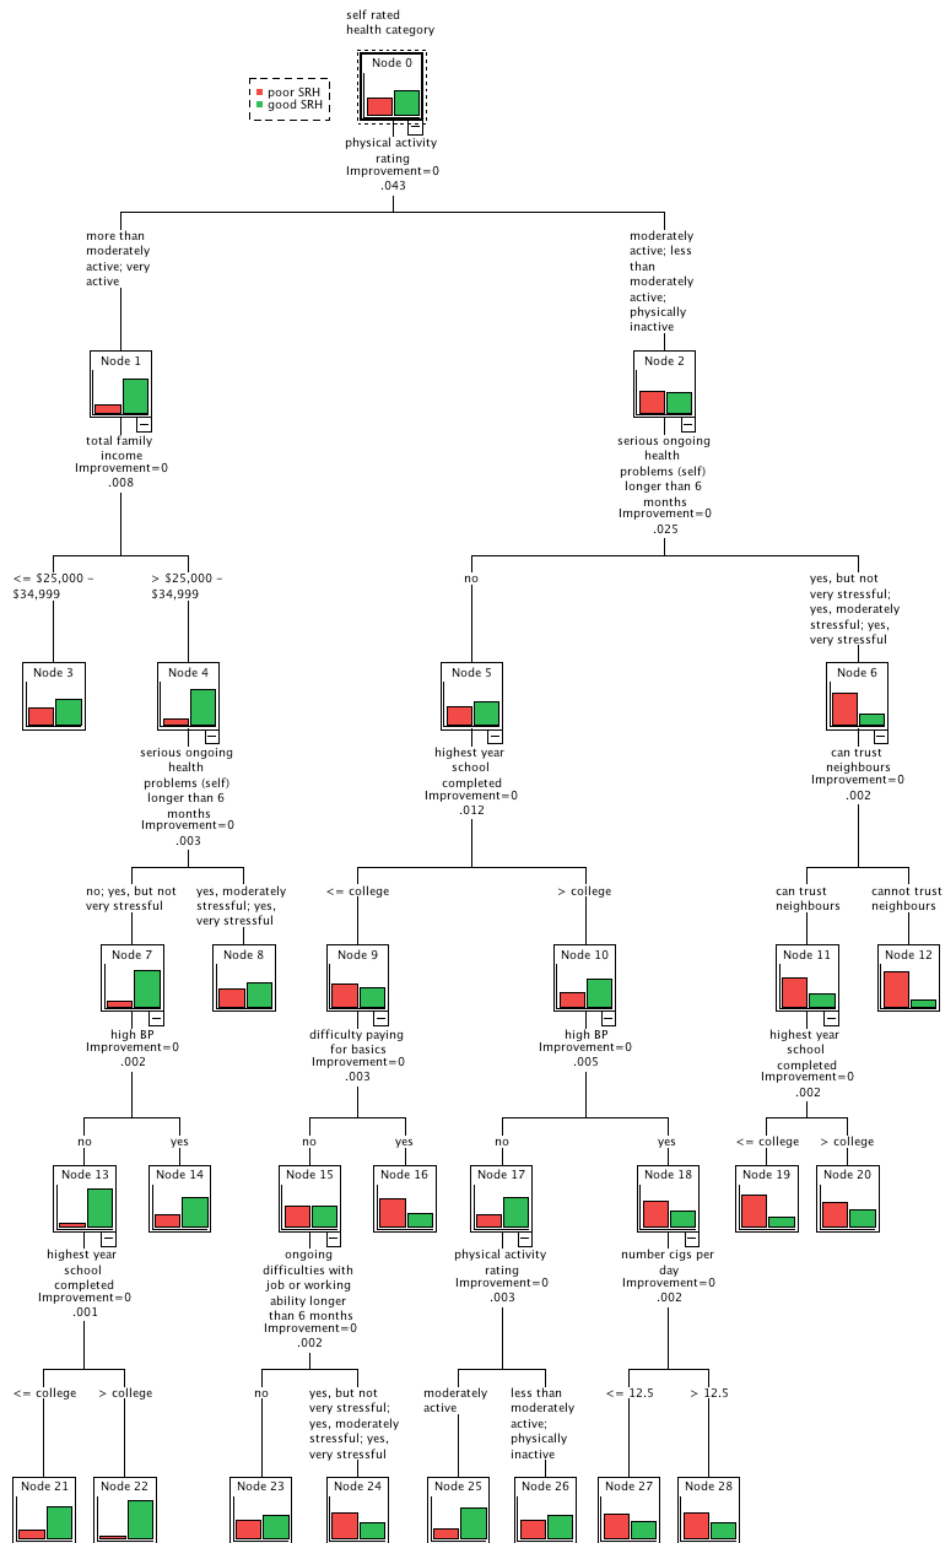 self rated
health category
Node 0
poor SRH
good SRH
physical activity
rating
Improvement=0
.043
more than
moderately
active; very
active
moderately
active; less
than
moderately
active;
physically
inactive
Node 1
Node 2
total family
income
Improvement=0
.008
serious ongoing
health
problems (self)
longer than 6
months
Improvement=0
.025
<= $25,000 –
$34,999
> $25,000 –
$34,999
no
yes, but not
very stressful;
yes, moderately
stressful; yes,
very stressful
Node 3
Node 4
Node 5
Node 6
serious ongoing
health
problems (self)
longer than 6
months
Improvement=0
.003
highest year
school
completed
Improvement=0
.012
can trust
neighbours
Improvement=0
.002
no; yes, but not
very stressful
yes, moderately
stressful; yes,
very stressful
<= college
> college
can trust
neighbours
cannot trust
neighbours
Node 7
Node 8
Node 9
Node 10
Node 11
Node 12
high BP
Improvement=0
.002
difficulty paying
for basics
Improvement=0
.003
high BP
Improvement=0
.005
highest year
school
completed
Improvement=0
.002
no
yes
no
yes
no
yes
<= college
> college
Node 13
Node 14
Node 15
Node 16
Node 17
Node 18
Node 19
Node 20
highest year
school
completed
Improvement=0
.001
ongoing
difficulties with
job or working
ability longer
than 6 months
Improvement=0
.002
physical activity
rating
Improvement=0
.003
number cigs per
day
Improvement=0
.002
<= college
> college
no
yes, but not
very stressful;
yes, moderately
stressful; yes,
very stressful
moderately
active
less than
moderately
active;
physically
inactive
<= 12.5
> 12.5
Node 21
Node 22
Node 23
Node 24
Node 25
Node 26
Node 27
Node 28